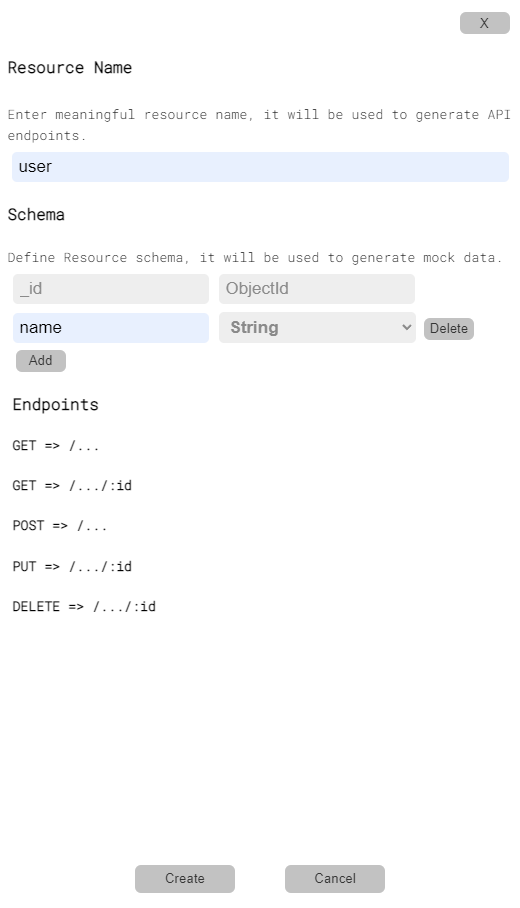 X
Resource Name
Enter meaningful resource name, it will be used to generate API
endpoints.
user
Schema
Define Resource schema, it will be used to generate mock data.
_id ObjectId
name String Delete
Add
Endpoints
GET => /...
GET => /.../:id
POST => /...
PUT => /.../:id
DELETE => /.../:id
Create Cancel